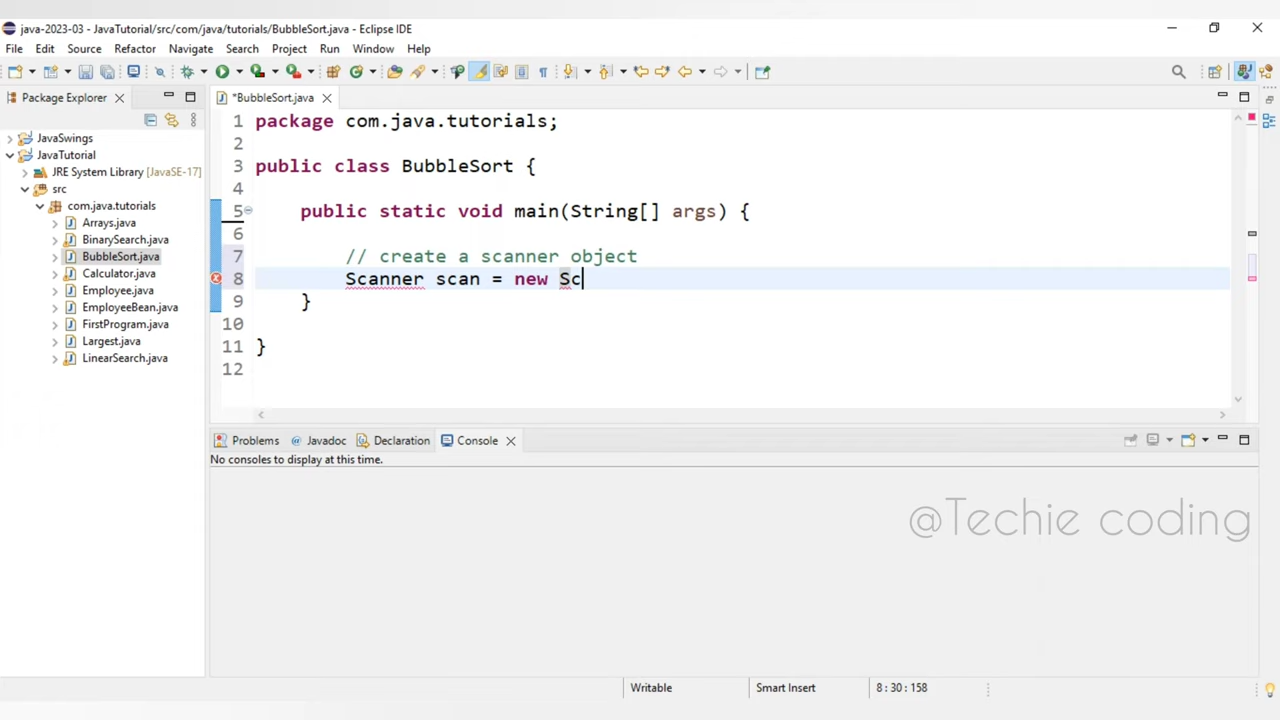 java-2023-03 - JavaTutorial/src/com/java/tutorials/BubbleSort.java - Eclipse IDE
File Edit Source Refactor Navigate Search Project Run Window Help
Package Explorer
*BubbleSort.java
JavaSwings
JavaTutorial
JRE System Library [JavaSE-17]
src
com.java.tutorials
Arrays.java
BinarySearch.java
BubbleSort.java
Calculator.java
Employee.java
EmployeeBean.java
FirstProgram.java
Largest.java
LinearSearch.java
1 package com.java.tutorials;
2
3 public class BubbleSort {
4
5 public static void main(String[] args) {
6
7 // create a scanner object
8 Scanner scan = new Sc
9 }
10
11 }
12
Problems @ Javadoc Declaration Console
No consoles to display at this time.
@Techie coding
Writable Smart Insert 8 : 30 : 158